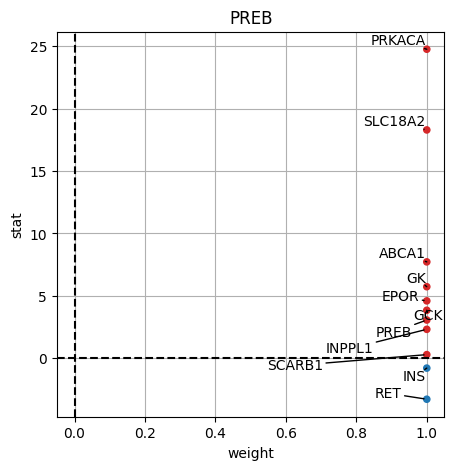 PREB
PRKACA
25
20
SLC18A2
15
stat
10
ABCA1
GK
EPOR
5
GCK
PREB
INPPL1
0
SCARB1
INS
RET
0.0 0.2 0.4 0.6 0.8 1.0
weight